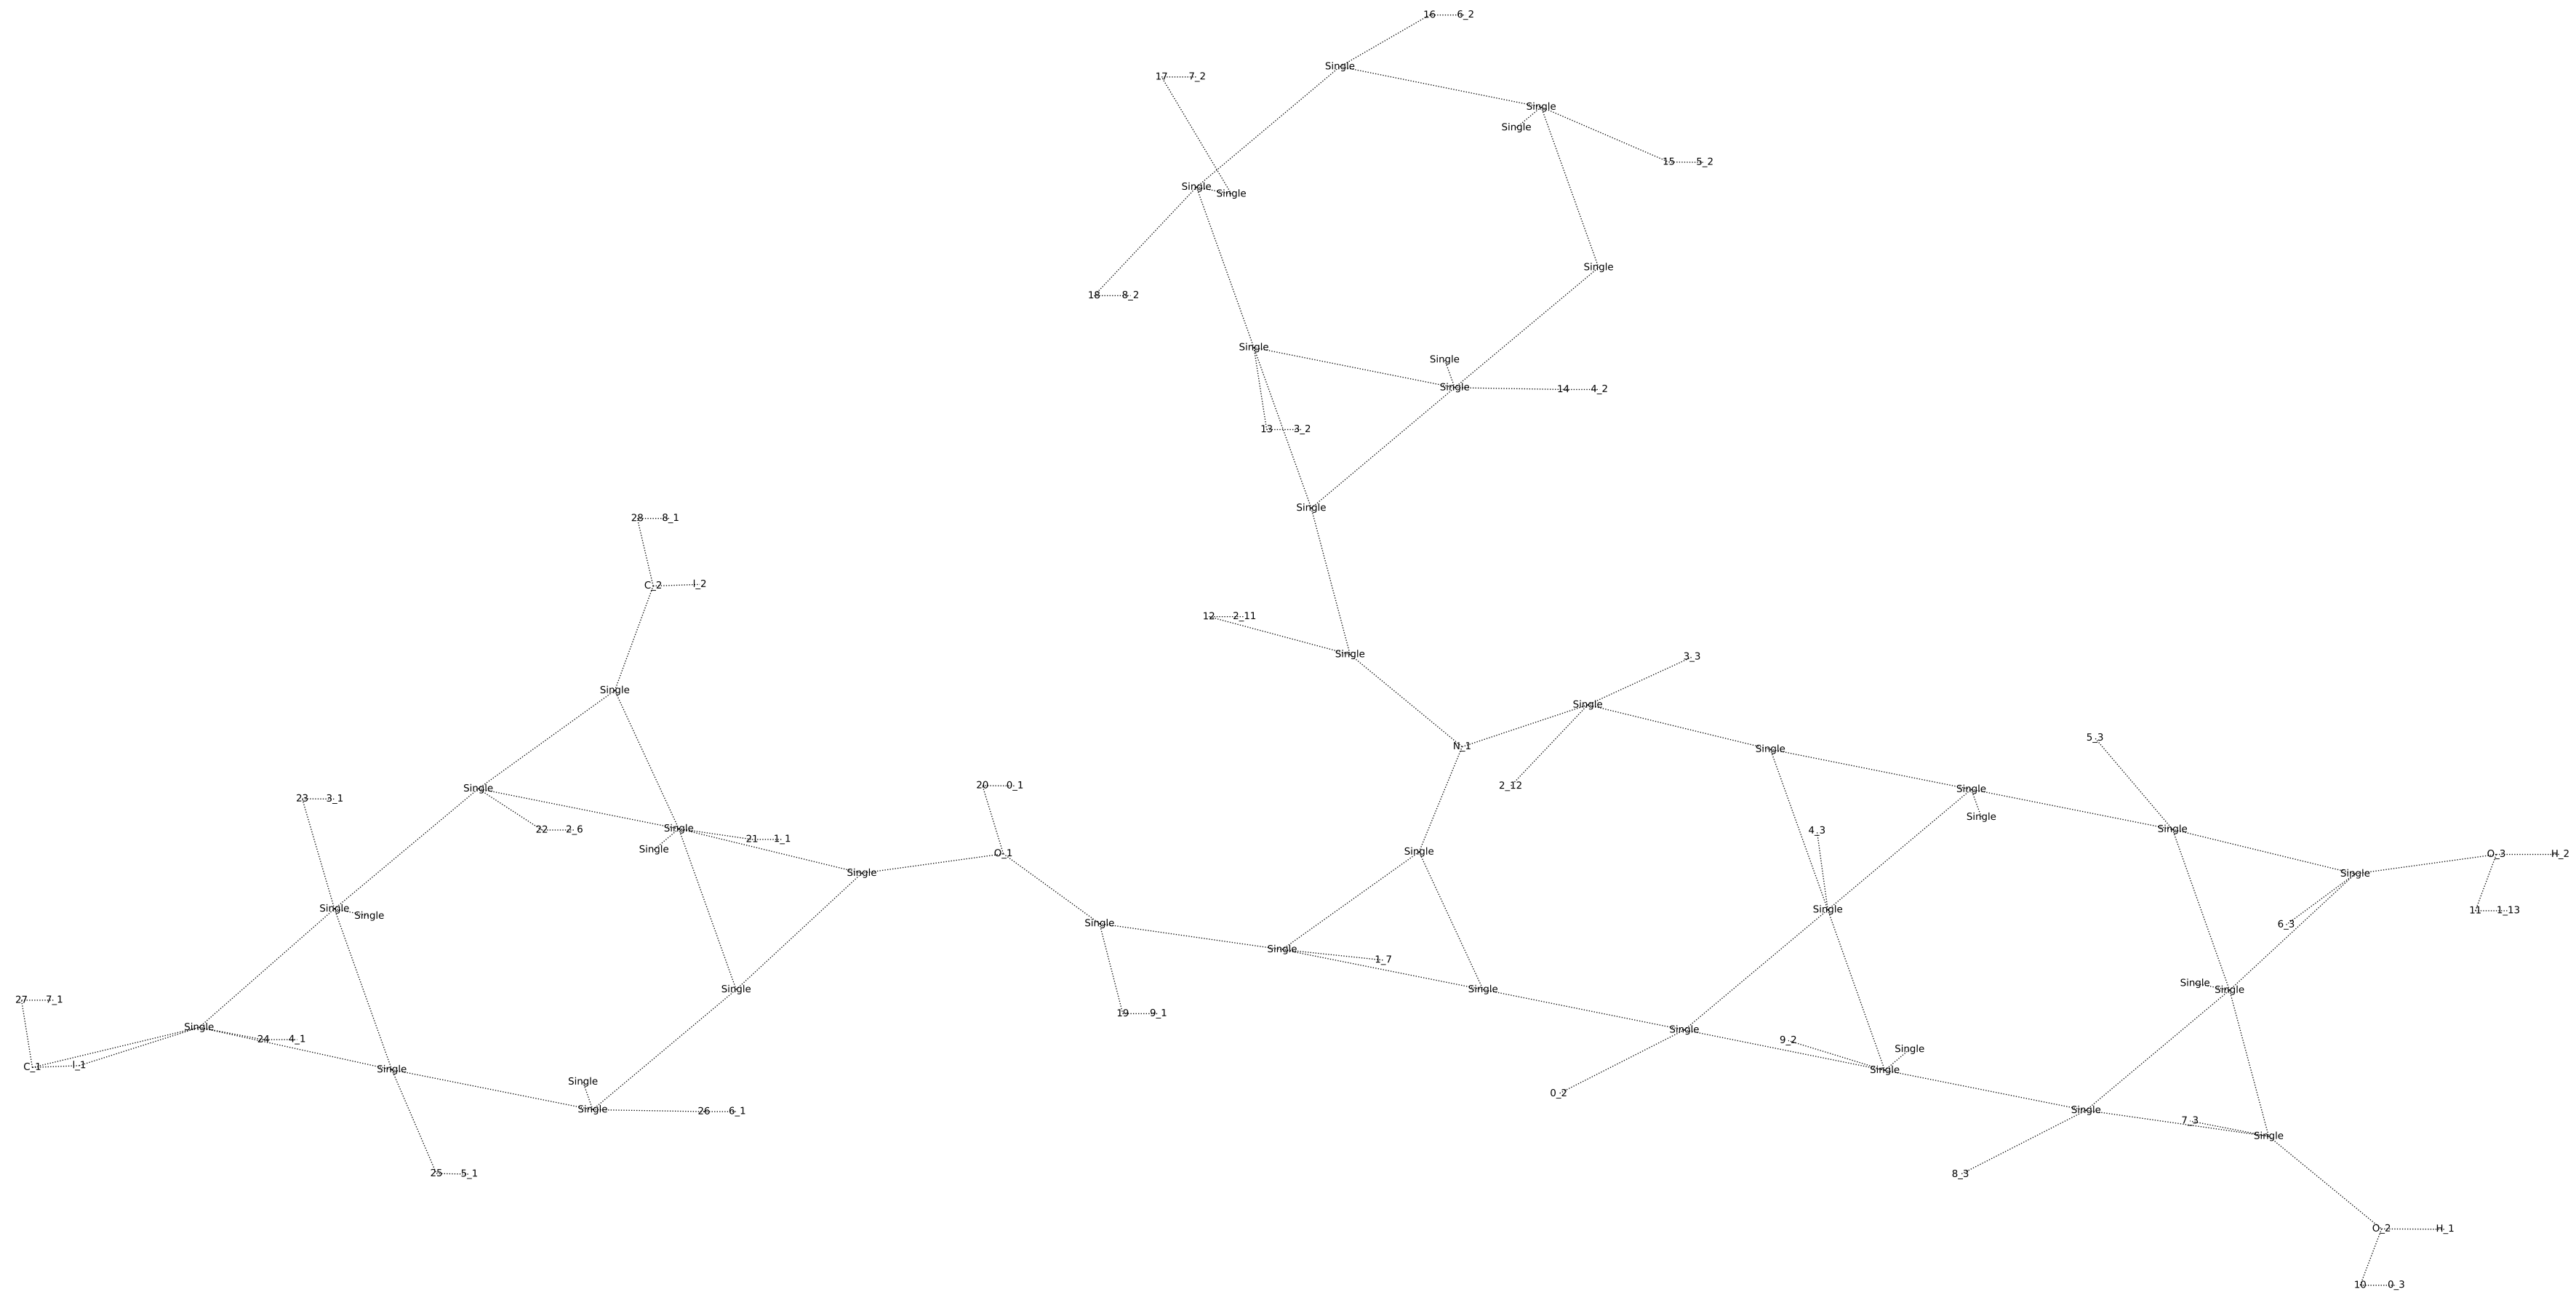 16 6_2
Single
17 7_2
Single
Single
15 5_2
Single Single
Single
18 8_2
Single
Single
Single
14 4_2
13 3_2
Single
28 8_1
C_2 I_2
12 2_11
Single
3_3
Single
Single
5_3
N_1
Single
20 0_1
2_12
Single
Single
23 3_1
Single
22 2_6
Single
21 1_1
4_3
Single
Single
Single
O_1
Single
O_3 H_2
Single
Single
Single
Single
Single
11 1_13
Single
6_3
Single
1_7
Single
Single
Single
Single
27 7_1
19 9_1
Single
Single
24 4_1
9_2
Single
C_1 I_1
Single
Single
Single
0_2
Single
26 6_1
Single
7_3
Single
25 5_1
8_3
O_2 H_1
10 0_3